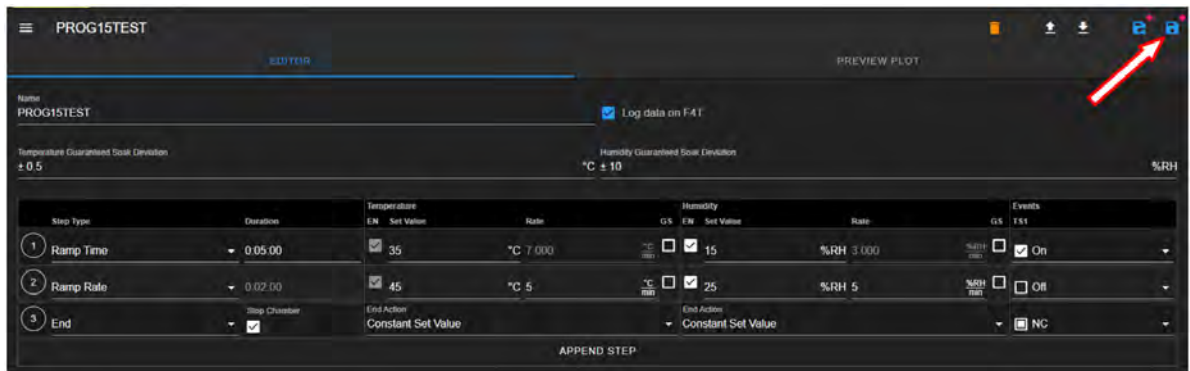 PROG15TEST
EDITOR PREVIEW PLOT
Name
PROG15TEST
Log data on F4T
Temperature Guaranteed Soak Deviation Humidity Guaranteed Soak Deviation
± 0.5 °C ± 10 %RH
Temperature Humidity Events
Step Type Duration EN Set Value Rate GS EN Set Value Rate GS TS1
1 Ramp Time 0:05:00 35 °C 7.000 °C/min 15 %RH 3.000 %RH/min On
2 Ramp Rate 0:02:00 45 °C 5 °C/min 25 %RH 5 %RH/min Off
Stop Chamber End Action End Action
3 End Constant Set Value Constant Set Value NC
APPEND STEP